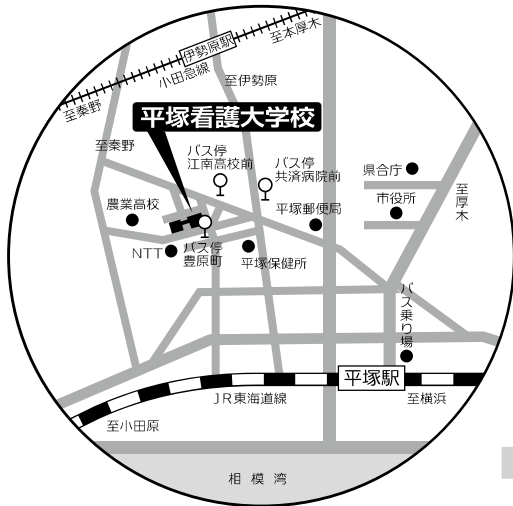 至本厚木
伊勢原駅
小田急線
至秦野
至伊勢原
平塚看護大学校
至秦野
バス停
江南高校前
バス停
共済病院前
県合庁
市役所
至厚木
農業高校
平塚郵便局
NTT
バス停
豊原町
平塚保健所
バス乗り場
平塚駅
JR東海道線
至横浜
至小田原
相模湾